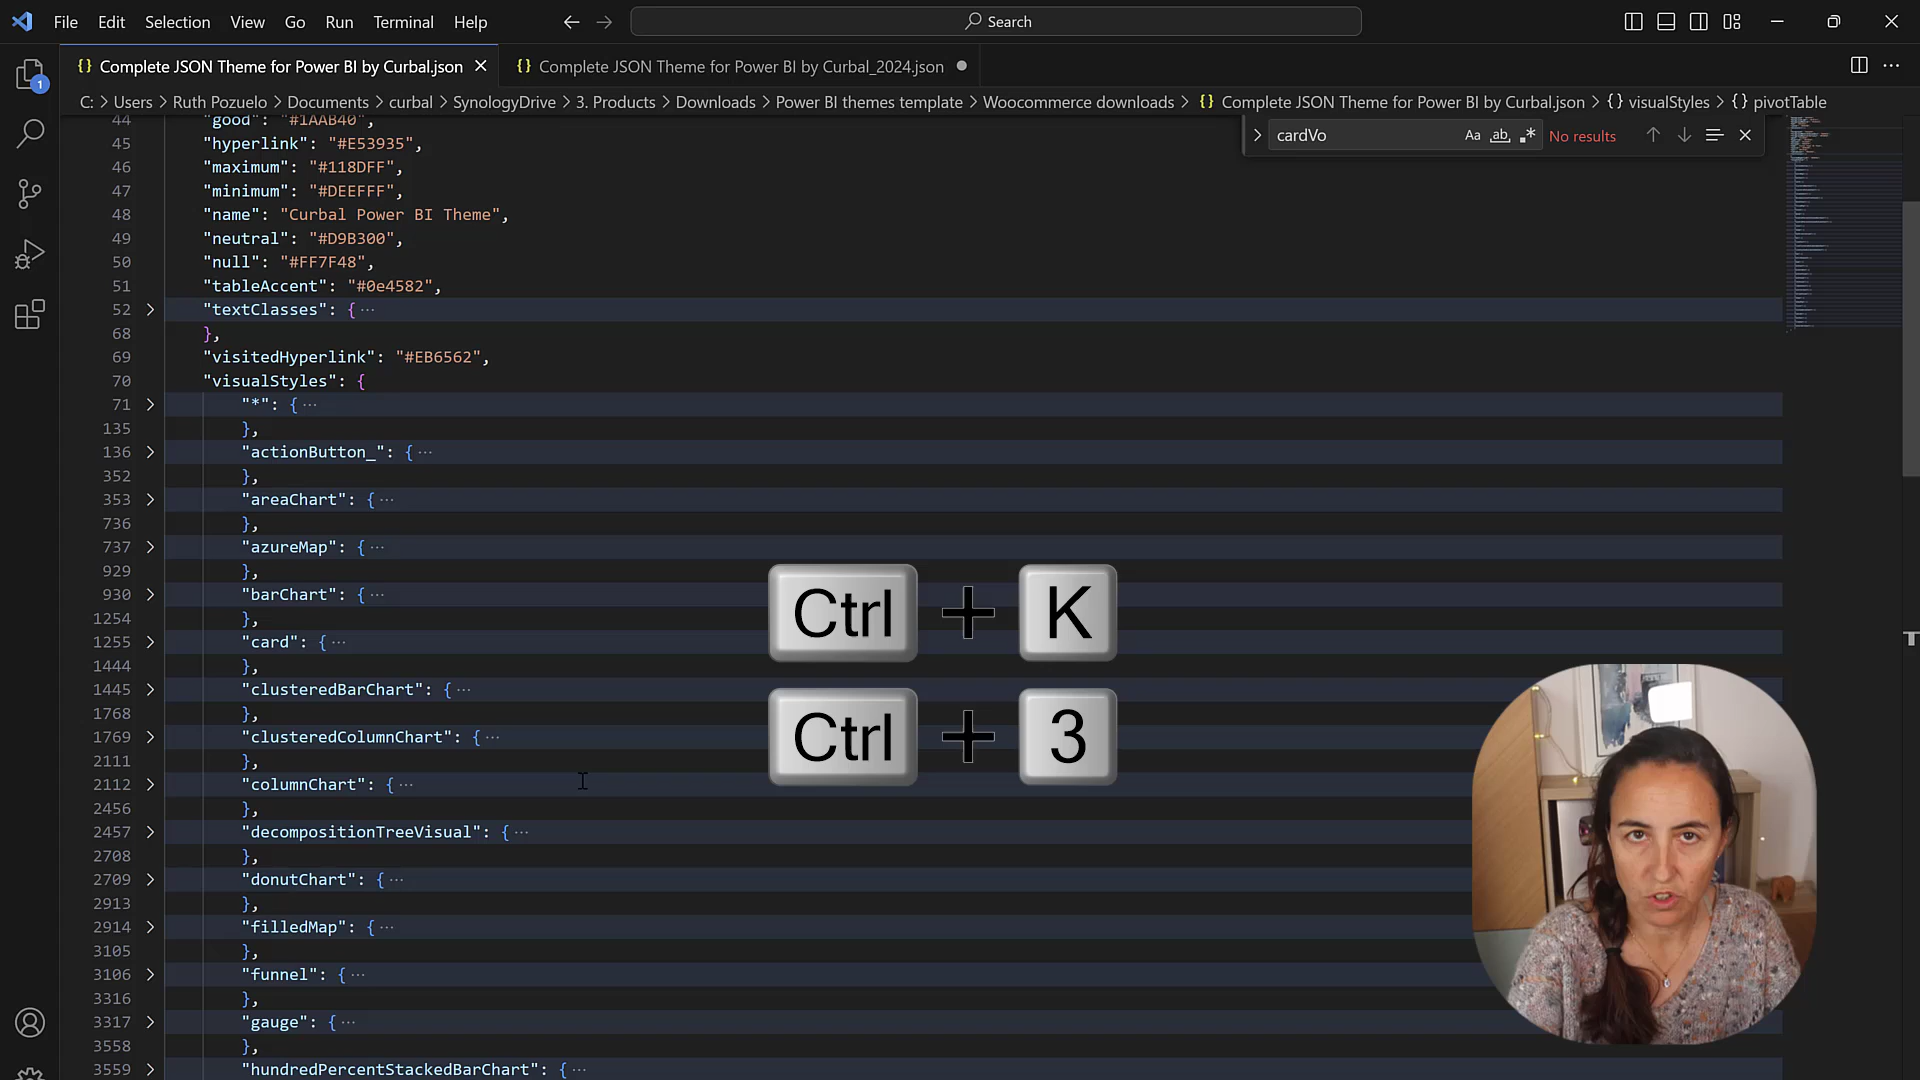 File Edit Selection View Go Run Terminal Help Search
Complete JSON Theme for Power BI by Curbal.json Complete JSON Theme for Power BI by Curbal_2024.json
C: > Users > Ruth Pozuelo > Documents > curbal > SynologyDrive > 3. Products > Downloads > Power BI themes template > Woocommerce downloads > {} Complete JSON Theme for Power BI by Curbal.json > {} visualStyles > {} pivotTable
cardVo Aa ab No results
44 "good": "#1AAB40",
45 "hyperlink": "#E53935",
46 "maximum": "#118DFF",
47 "minimum": "#DEEFFF",
48 "name": "Curbal Power BI Theme",
49 "neutral": "#D9B300",
50 "null": "#FF7F48",
51 "tableAccent": "#0e4582",
52 "textClasses": { ...
68 },
69 "visitedHyperlink": "#EB6562",
70 "visualStyles": {
71 "*": { ...
135 },
136 "actionButton_": { ...
352 },
353 "areaChart": { ...
736 },
737 "azureMap": { ...
929 },
930 "barChart": { ...
1254 },
1255 "card": { ...
1444 },
1445 "clusteredBarChart": { ...
1768 },
1769 "clusteredColumnChart": { ...
2111 },
2112 "columnChart": { ...
2456 },
2457 "decompositionTreeVisual": { ...
2708 },
2709 "donutChart": { ...
2913 },
2914 "filledMap": { ...
3105 },
3106 "funnel": { ...
3316 },
3317 "gauge": { ...
3558 },
3559 "hundredPercentStackedBarChart": { ...
Ctrl + K
Ctrl + 3
1